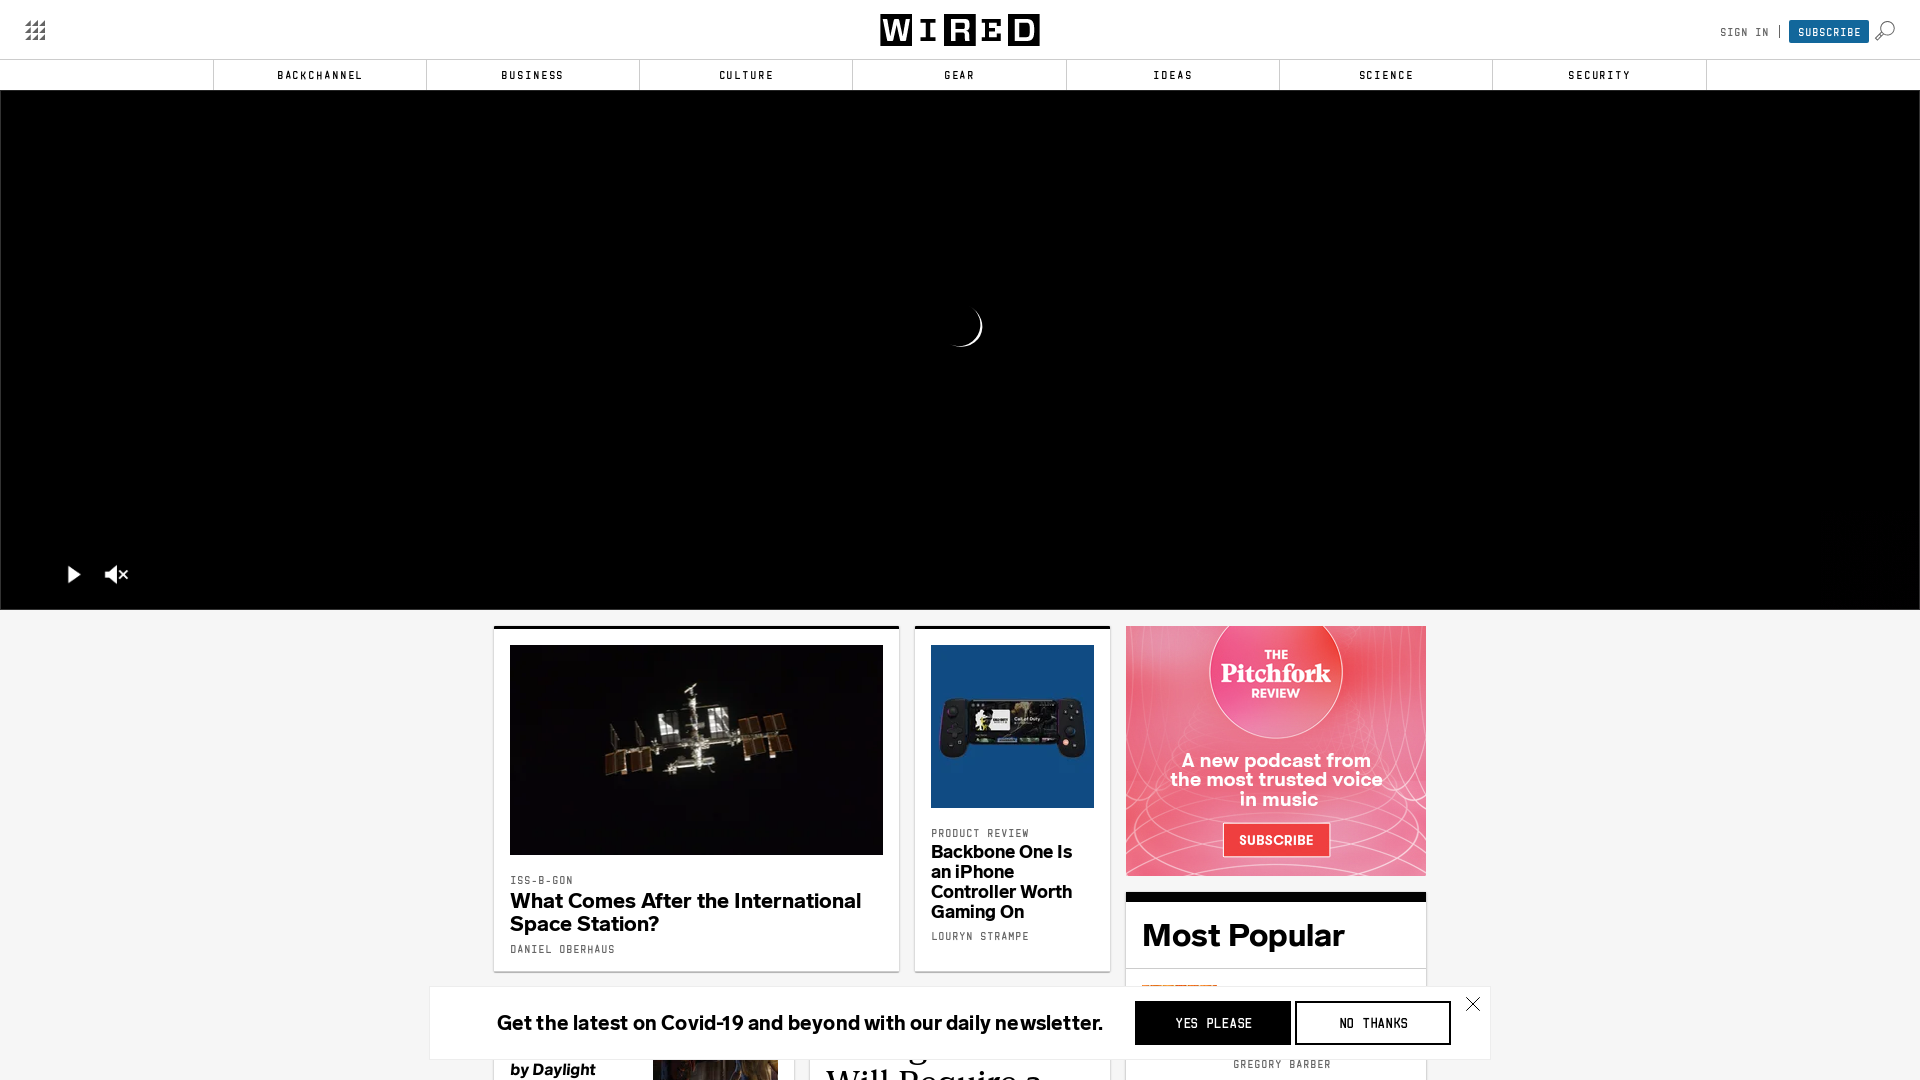 WIRED
SIGN IN
SUBSCRIBE
BACKCHANNEL
BUSINESS
CULTURE
GEAR
IDEAS
SCIENCE
SECURITY
ISS-B-GON
What Comes After the International
Space Station?
DANIEL OBERHAUS
PRODUCT REVIEW
Backbone One Is
an iPhone
Controller Worth
Gaming On
LOURYN STRAMPE
THE
Pitchfork
REVIEW
A new podcast from
the most trusted voice
in music
SUBSCRIBE
Most Popular
Get the latest on Covid-19 and beyond with our daily newsletter.
YES PLEASE
NO THANKS
by Daylight
Will Require a
GREGORY BARBER